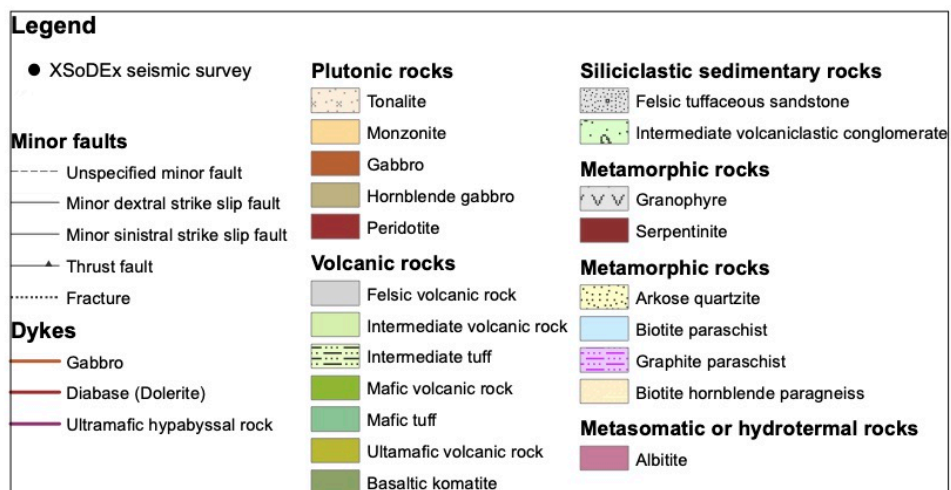 Legend
XSoDEx seismic survey
Minor faults
Unspecified minor fault
Minor dextral strike slip fault
Minor sinistral strike slip fault
Thrust fault
Fracture
Dykes
Gabbro
Diabase (Dolerite)
Ultramafic hypabyssal rock
Plutonic rocks
Tonalite
Monzonite
Gabbro
Hornblende gabbro
Peridotite
Volcanic rocks
Felsic volcanic rock
Intermediate volcanic rock
Intermediate tuff
Mafic volcanic rock
Mafic tuff
Ultamafic volcanic rock
Basaltic komatite
Siliciclastic sedimentary rocks
Felsic tuffaceous sandstone
Intermediate volcaniclastic conglomerate
Metamorphic rocks
Granophyre
Serpentinite
Metamorphic rocks
Arkose quartzite
Biotite paraschist
Graphite paraschist
Biotite hornblende paragneiss
Metasomatic or hydrotermal rocks
Albitite